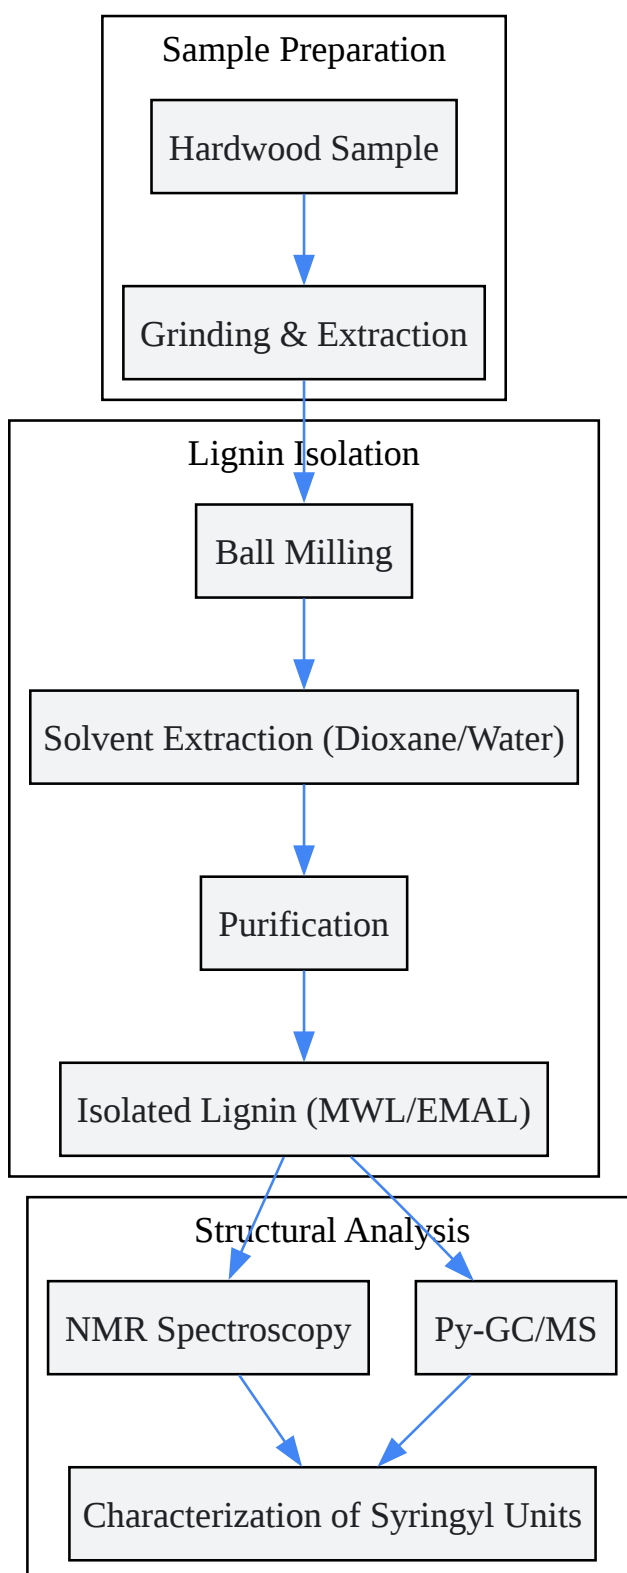 Sample Preparation
Hardwood Sample
Grinding & Extraction
Lignin Isolation
Ball Milling
Solvent Extraction (Dioxane/Water)
Purification
Isolated Lignin (MWL/EMAL)
Structural Analysis
NMR Spectroscopy
Py-GC/MS
Characterization of Syringyl Units